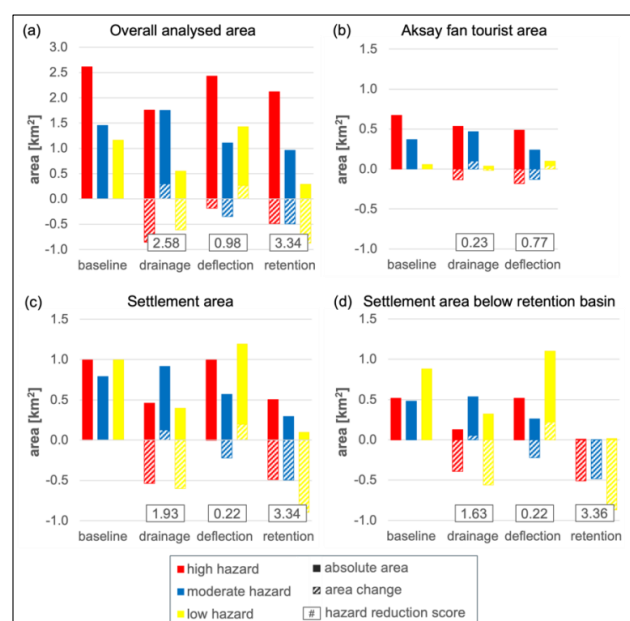 (a) Overall analysed area
3.0
2.5
2.0
1.5
1.0
0.5
0.0
-0.5
-1.0
area [km²]
2.58 0.98 3.34
baseline drainage deflection retention
(b) Aksay fan tourist area
1.5
1.0
0.5
0.0
-0.5
-1.0
area [km²]
0.23 0.77
baseline drainage deflection
(c) Settlement area
1.5
1.0
0.5
0.0
-0.5
-1.0
area [km²]
1.93 0.22 3.34
baseline drainage deflection retention
(d) Settlement area below retention basin
1.5
1.0
0.5
0.0
-0.5
-1.0
area [km²]
1.63 0.22 3.36
baseline drainage deflection retention
high hazard absolute area
moderate hazard area change
low hazard # hazard reduction score